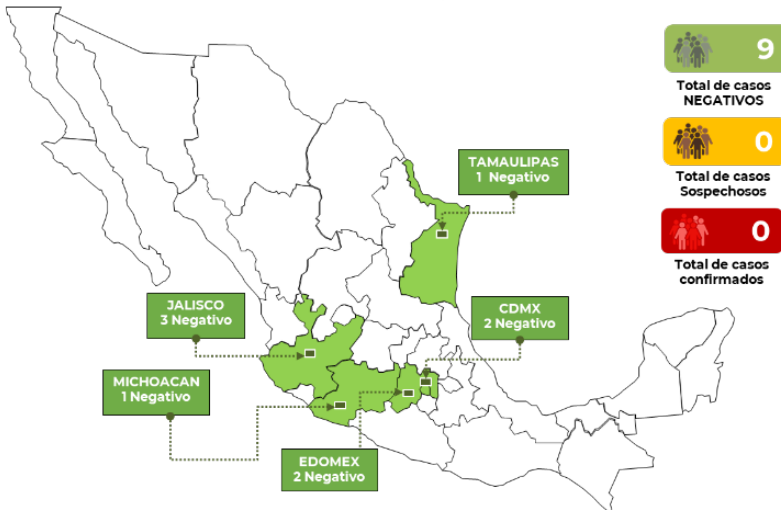 9
Total de casos
NEGATIVOS
0
Total de casos
Sospechosos
0
Total de casos
confirmados
TAMAULIPAS
1 Negativo
JALISCO
3 Negativo
CDMX
2 Negativo
MICHOACAN
1 Negativo
EDOMEX
2 Negativo